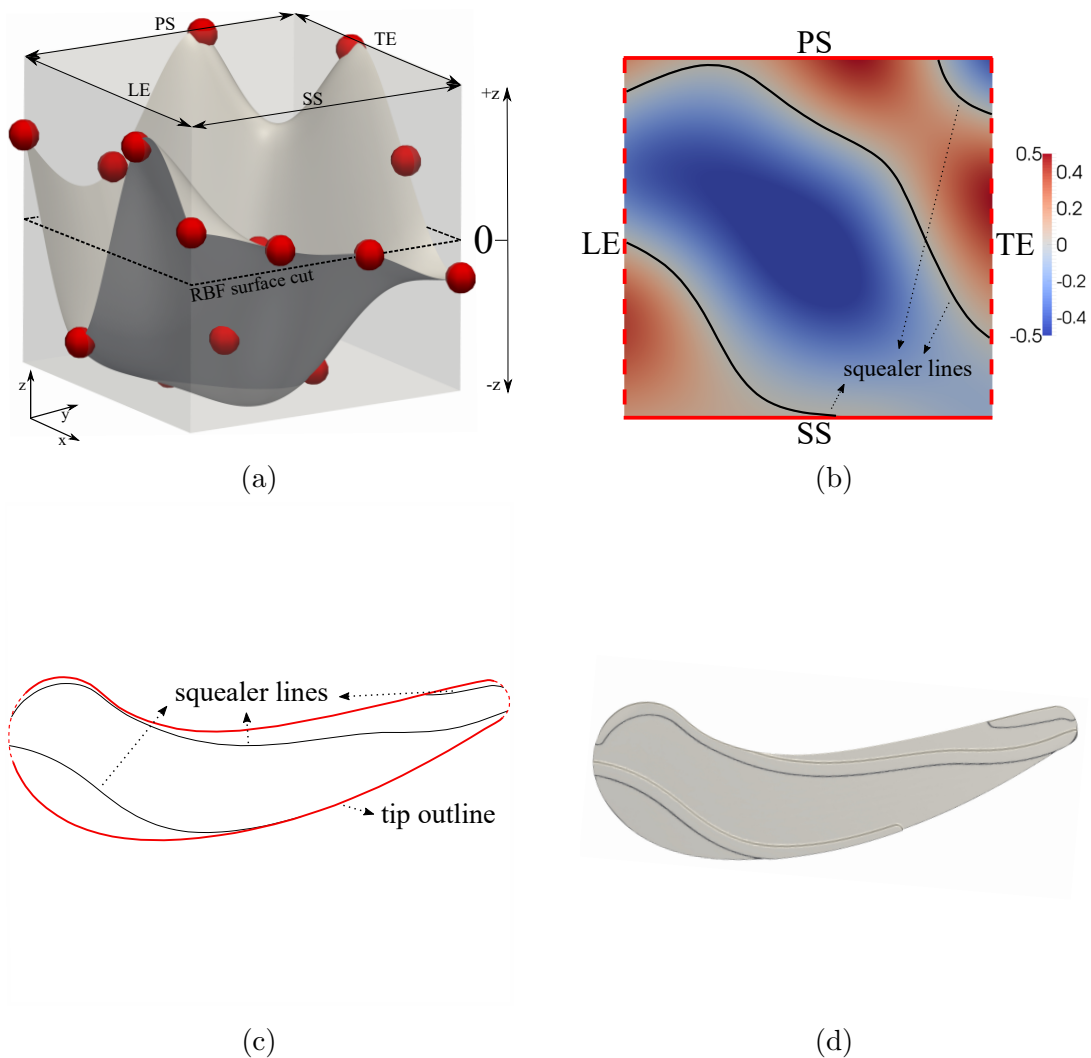 PS
TE
LE
SS
+z
0
RBF surface cut
-z
z
y
x
(a)
PS
LE
TE
SS
squealer lines
0.5
0.4
0.2
0
-0.2
-0.4
-0.5
(b)
squealer lines
tip outline
(c)
(d)